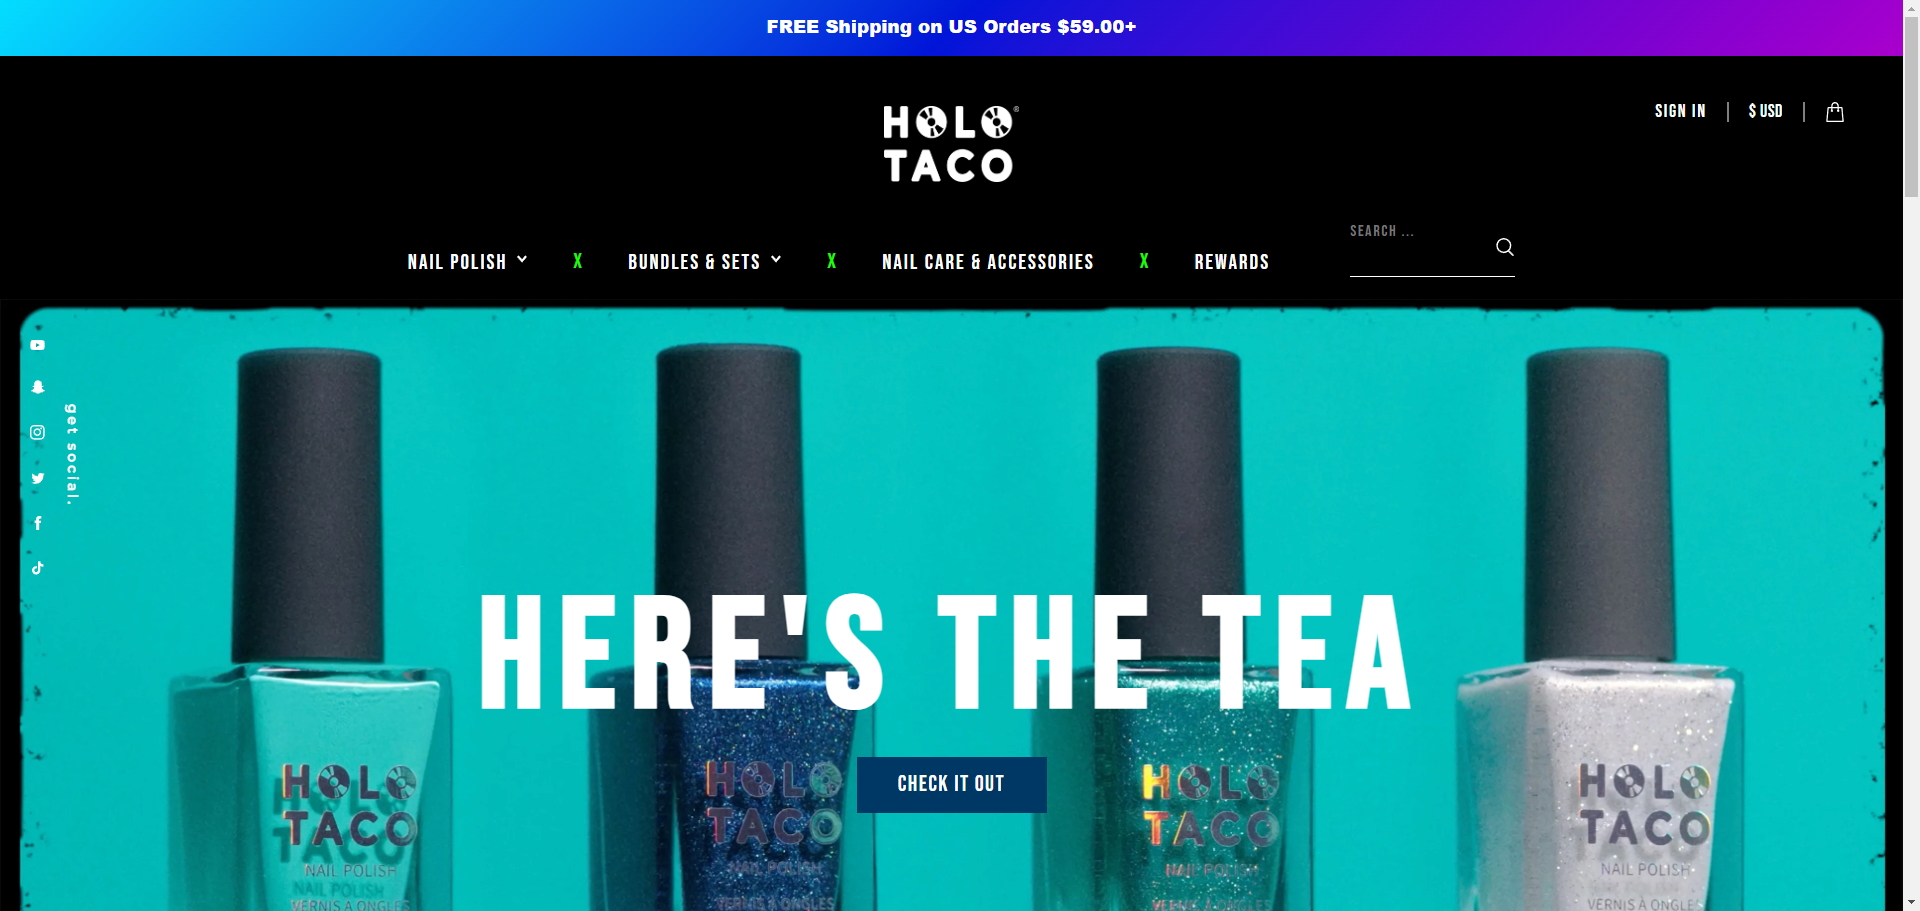 FREE Shipping on US Orders $59.00+
HOLO®
TACO
SIGN IN
$ USD
SEARCH ...
NAIL POLISH
X
BUNDLES & SETS
X
NAIL CARE & ACCESSORIES
X
REWARDS
get social.
HERE'S THE TEA
CHECK IT OUT
HOLO
TACO
NAIL POLISH
VERNIS À ONGLES
HOLO
TACO
NAIL POLISH
VERNIS À ONGLES
HOLO
TACO
NAIL POLISH
VERNIS À ONGLES
HOLO
TACO
NAIL POLISH
VERNIS À ONGLES